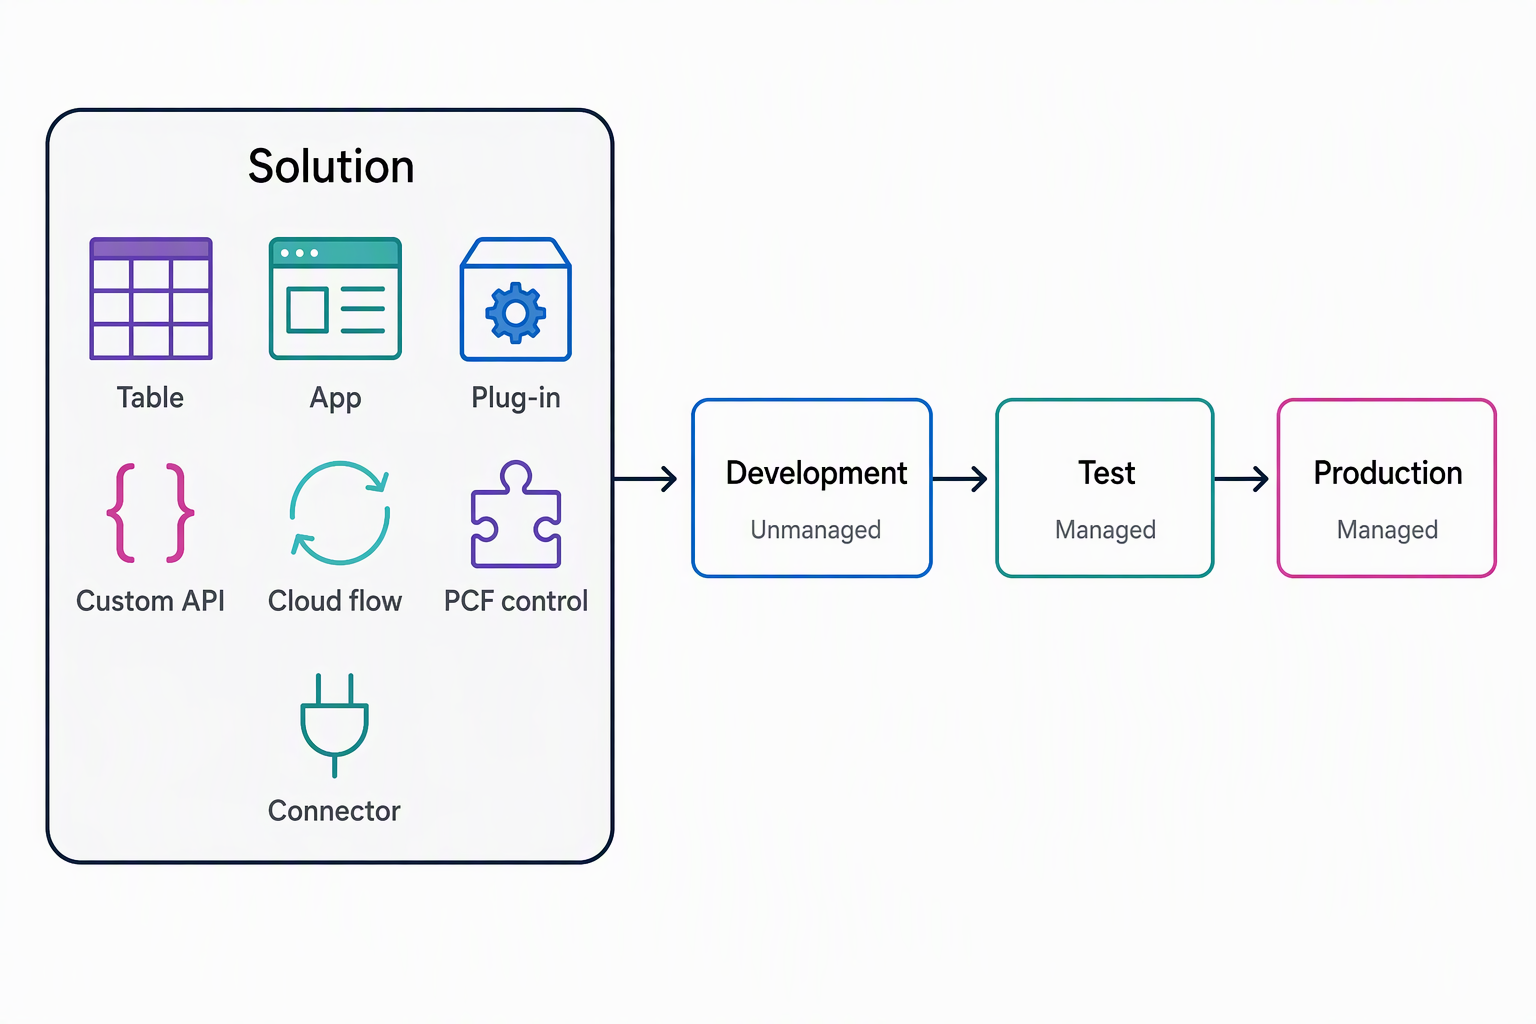 Solution
Table
App
Plug-in
Custom API
Cloud flow
PCF control
Connector
Development
Unmanaged
Test
Managed
Production
Managed